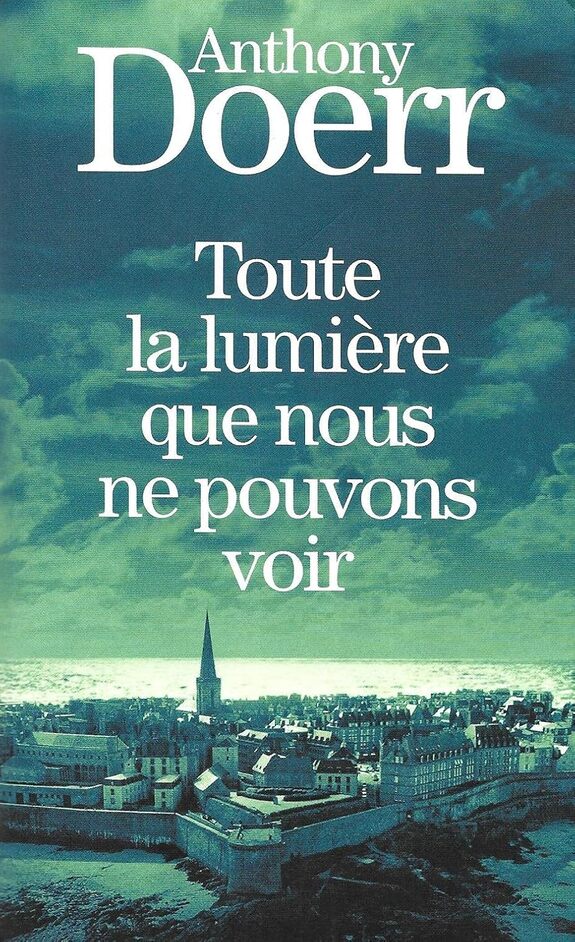 Anthony
Doerr
Toute
la lumière
que nous
ne pouvons
voir